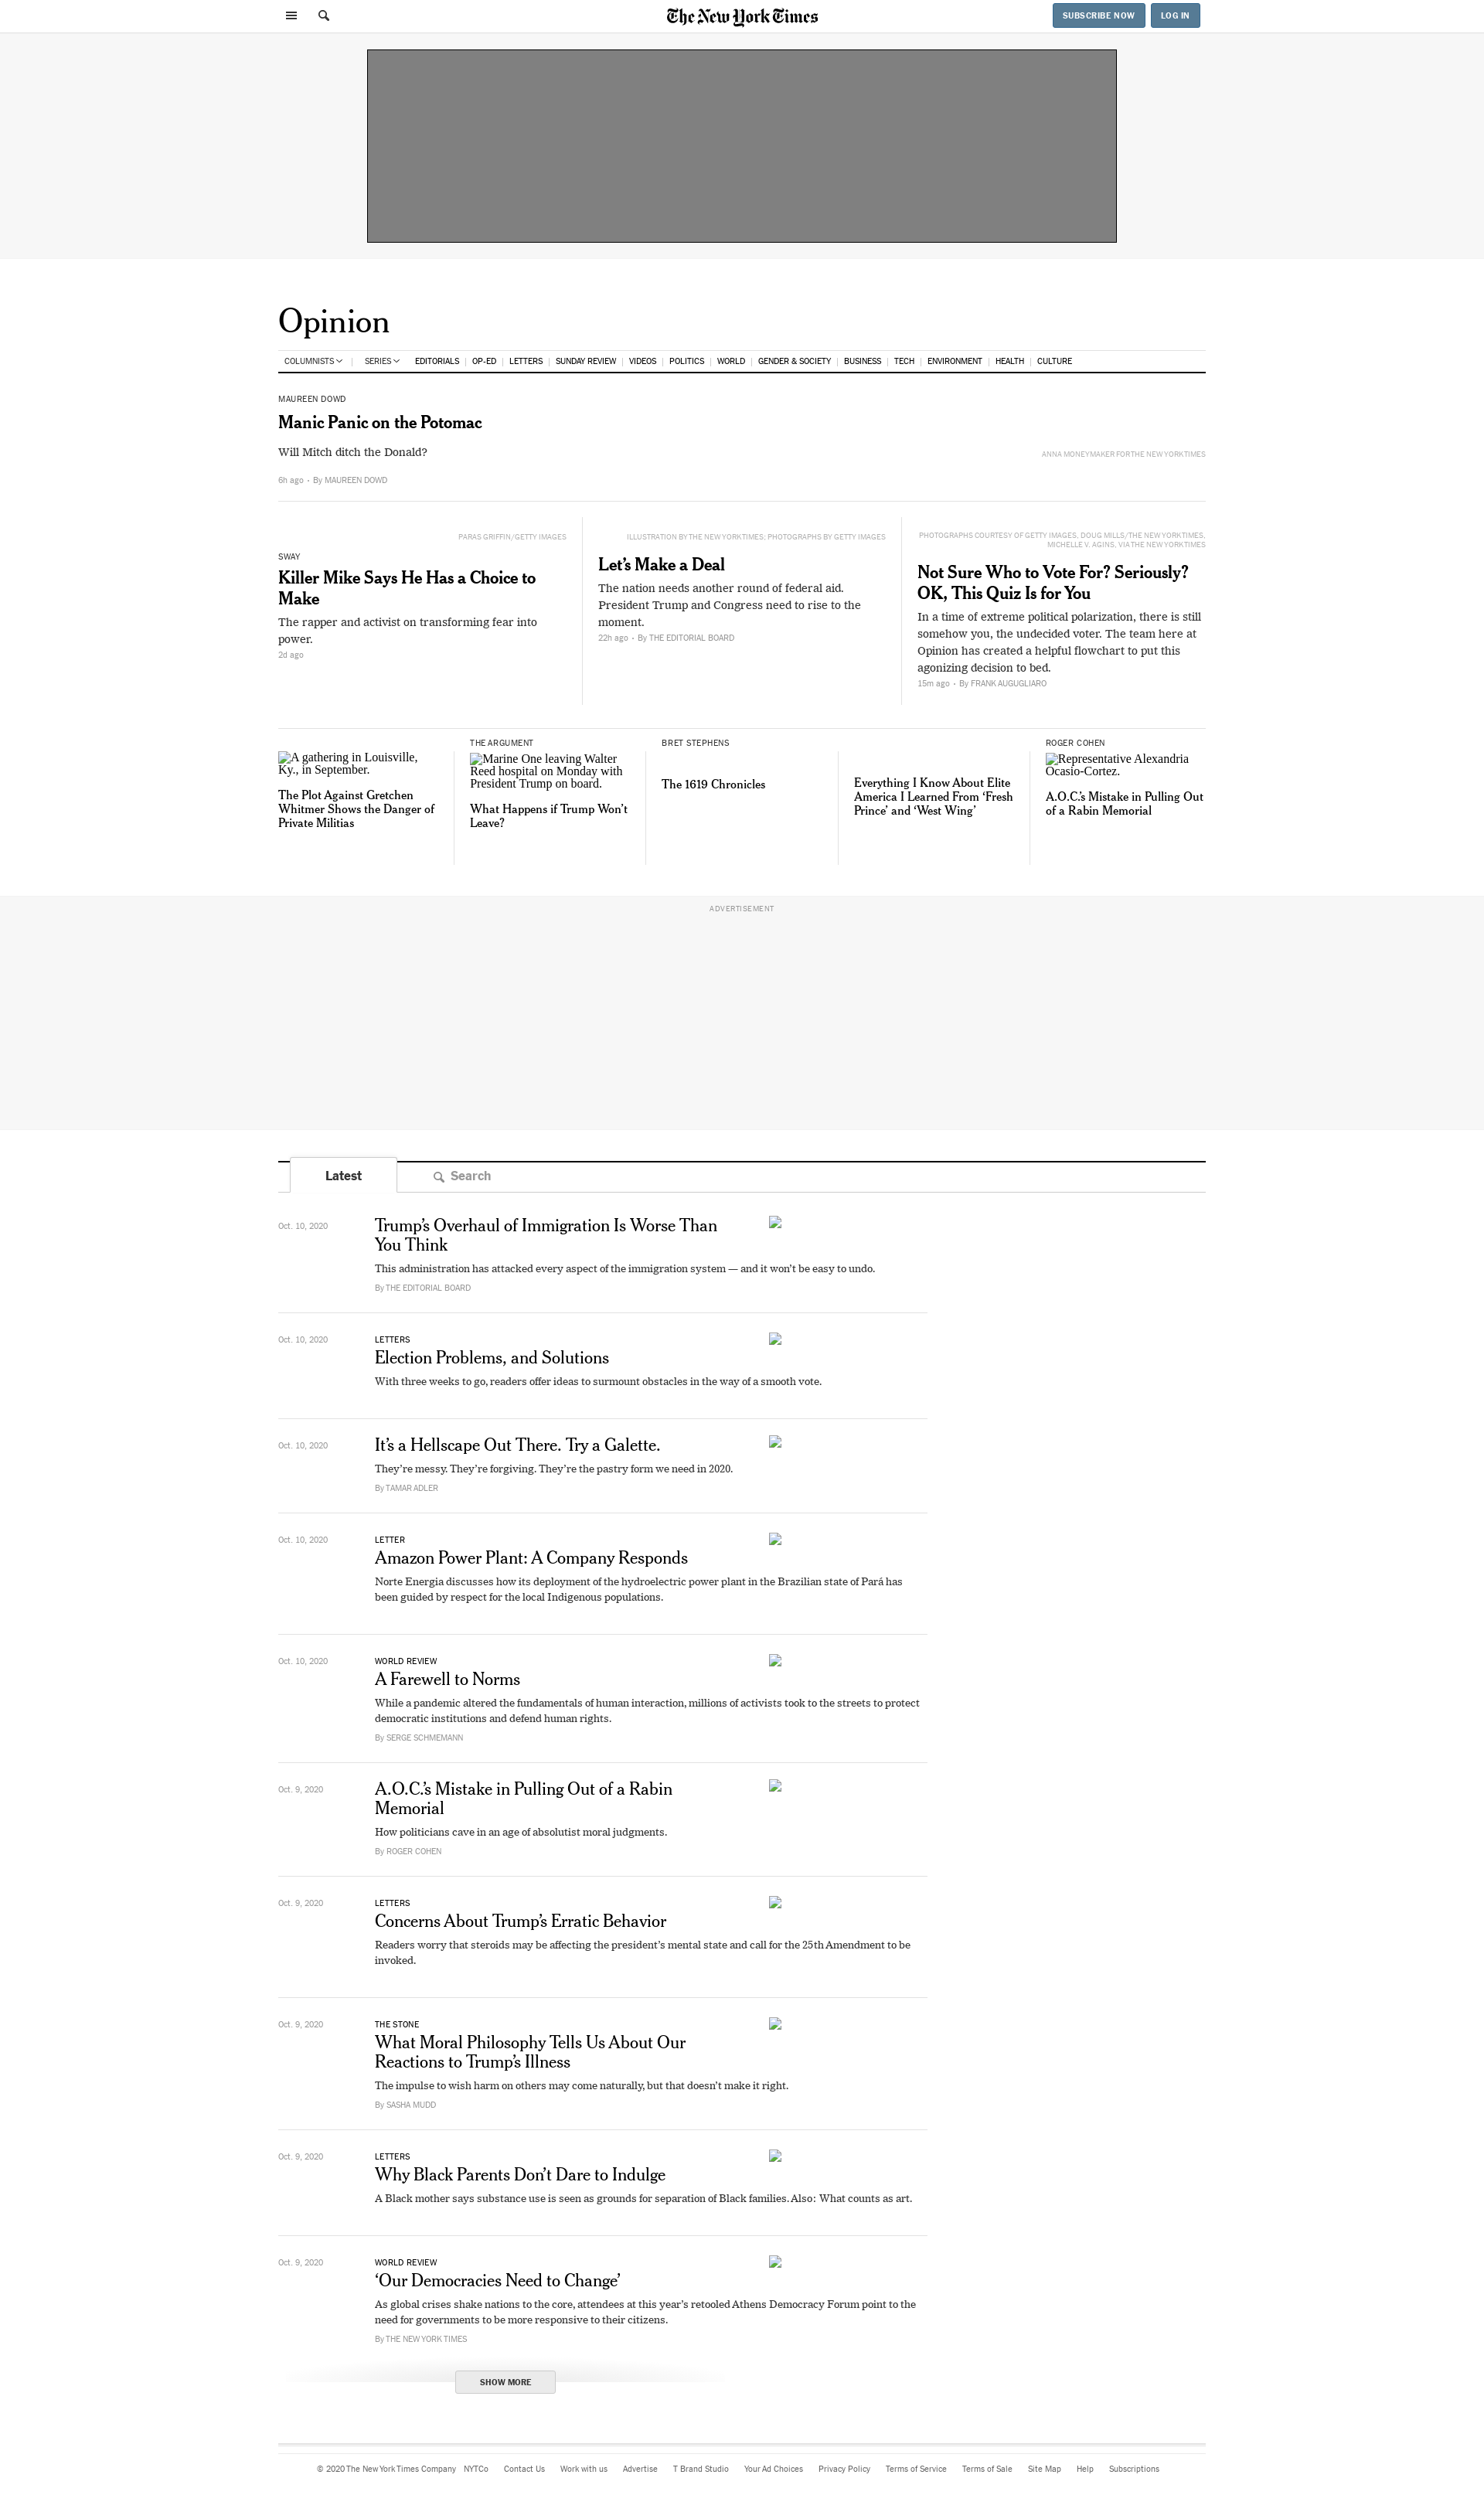 The New York Times
SUBSCRIBE NOW
LOG IN
Opinion
COLUMNISTS
SERIES
EDITORIALS
OP-ED
LETTERS
SUNDAY REVIEW
VIDEOS
POLITICS
WORLD
GENDER & SOCIETY
BUSINESS
TECH
ENVIRONMENT
HEALTH
CULTURE
MAUREEN DOWD
Manic Panic on the Potomac
Will Mitch ditch the Donald?
ANNA MONEYMAKER FOR THE NEW YORK TIMES
6h ago • By MAUREEN DOWD
PARAS GRIFFIN/GETTY IMAGES
SWAY
Killer Mike Says He Has a Choice to
Make
The rapper and activist on transforming fear into
power.
2d ago
ILLUSTRATION BY THE NEW YORK TIMES; PHOTOGRAPHS BY GETTY IMAGES
Let’s Make a Deal
The nation needs another round of federal aid.
President Trump and Congress need to rise to the
moment.
22h ago • By THE EDITORIAL BOARD
PHOTOGRAPHS COURTESY OF GETTY IMAGES, DOUG MILLS/THE NEW YORK TIMES,
MICHELLE V. AGINS, VIA THE NEW YORK TIMES
Not Sure Who to Vote For? Seriously?
OK, This Quiz Is for You
In a time of extreme political polarization, there is still
somehow you, the undecided voter. The team here at
Opinion has created a helpful flowchart to put this
agonizing decision to bed.
15m ago • By FRANK AUGUGLIARO
A gathering in Louisville,
Ky., in September.
The Plot Against Gretchen
Whitmer Shows the Danger of
Private Militias
THE ARGUMENT
Marine One leaving Walter
Reed hospital on Monday with
President Trump on board.
What Happens if Trump Won’t
Leave?
BRET STEPHENS
The 1619 Chronicles
Everything I Know About Elite
America I Learned From ‘Fresh
Prince’ and ‘West Wing’
ROGER COHEN
Representative Alexandria
Ocasio-Cortez.
A.O.C.’s Mistake in Pulling Out
of a Rabin Memorial
ADVERTISEMENT
Latest
Search
Oct. 10, 2020
Trump’s Overhaul of Immigration Is Worse Than
You Think
This administration has attacked every aspect of the immigration system — and it won’t be easy to undo.
By THE EDITORIAL BOARD
Oct. 10, 2020
LETTERS
Election Problems, and Solutions
With three weeks to go, readers offer ideas to surmount obstacles in the way of a smooth vote.
Oct. 10, 2020
It’s a Hellscape Out There. Try a Galette.
They’re messy. They’re forgiving. They’re the pastry form we need in 2020.
By TAMAR ADLER
Oct. 10, 2020
LETTER
Amazon Power Plant: A Company Responds
Norte Energia discusses how its deployment of the hydroelectric power plant in the Brazilian state of Pará has
been guided by respect for the local Indigenous populations.
Oct. 10, 2020
WORLD REVIEW
A Farewell to Norms
While a pandemic altered the fundamentals of human interaction, millions of activists took to the streets to protect
democratic institutions and defend human rights.
By SERGE SCHMEMANN
Oct. 9, 2020
A.O.C.’s Mistake in Pulling Out of a Rabin
Memorial
How politicians cave in an age of absolutist moral judgments.
By ROGER COHEN
Oct. 9, 2020
LETTERS
Concerns About Trump’s Erratic Behavior
Readers worry that steroids may be affecting the president’s mental state and call for the 25th Amendment to be
invoked.
Oct. 9, 2020
THE STONE
What Moral Philosophy Tells Us About Our
Reactions to Trump’s Illness
The impulse to wish harm on others may come naturally, but that doesn’t make it right.
By SASHA MUDD
Oct. 9, 2020
LETTERS
Why Black Parents Don’t Dare to Indulge
A Black mother says substance use is seen as grounds for separation of Black families. Also: What counts as art.
Oct. 9, 2020
WORLD REVIEW
‘Our Democracies Need to Change’
As global crises shake nations to the core, attendees at this year’s retooled Athens Democracy Forum point to the
need for governments to be more responsive to their citizens.
By THE NEW YORK TIMES
SHOW MORE
© 2020 The New York Times Company
NYTCo
Contact Us
Work with us
Advertise
T Brand Studio
Your Ad Choices
Privacy Policy
Terms of Service
Terms of Sale
Site Map
Help
Subscriptions